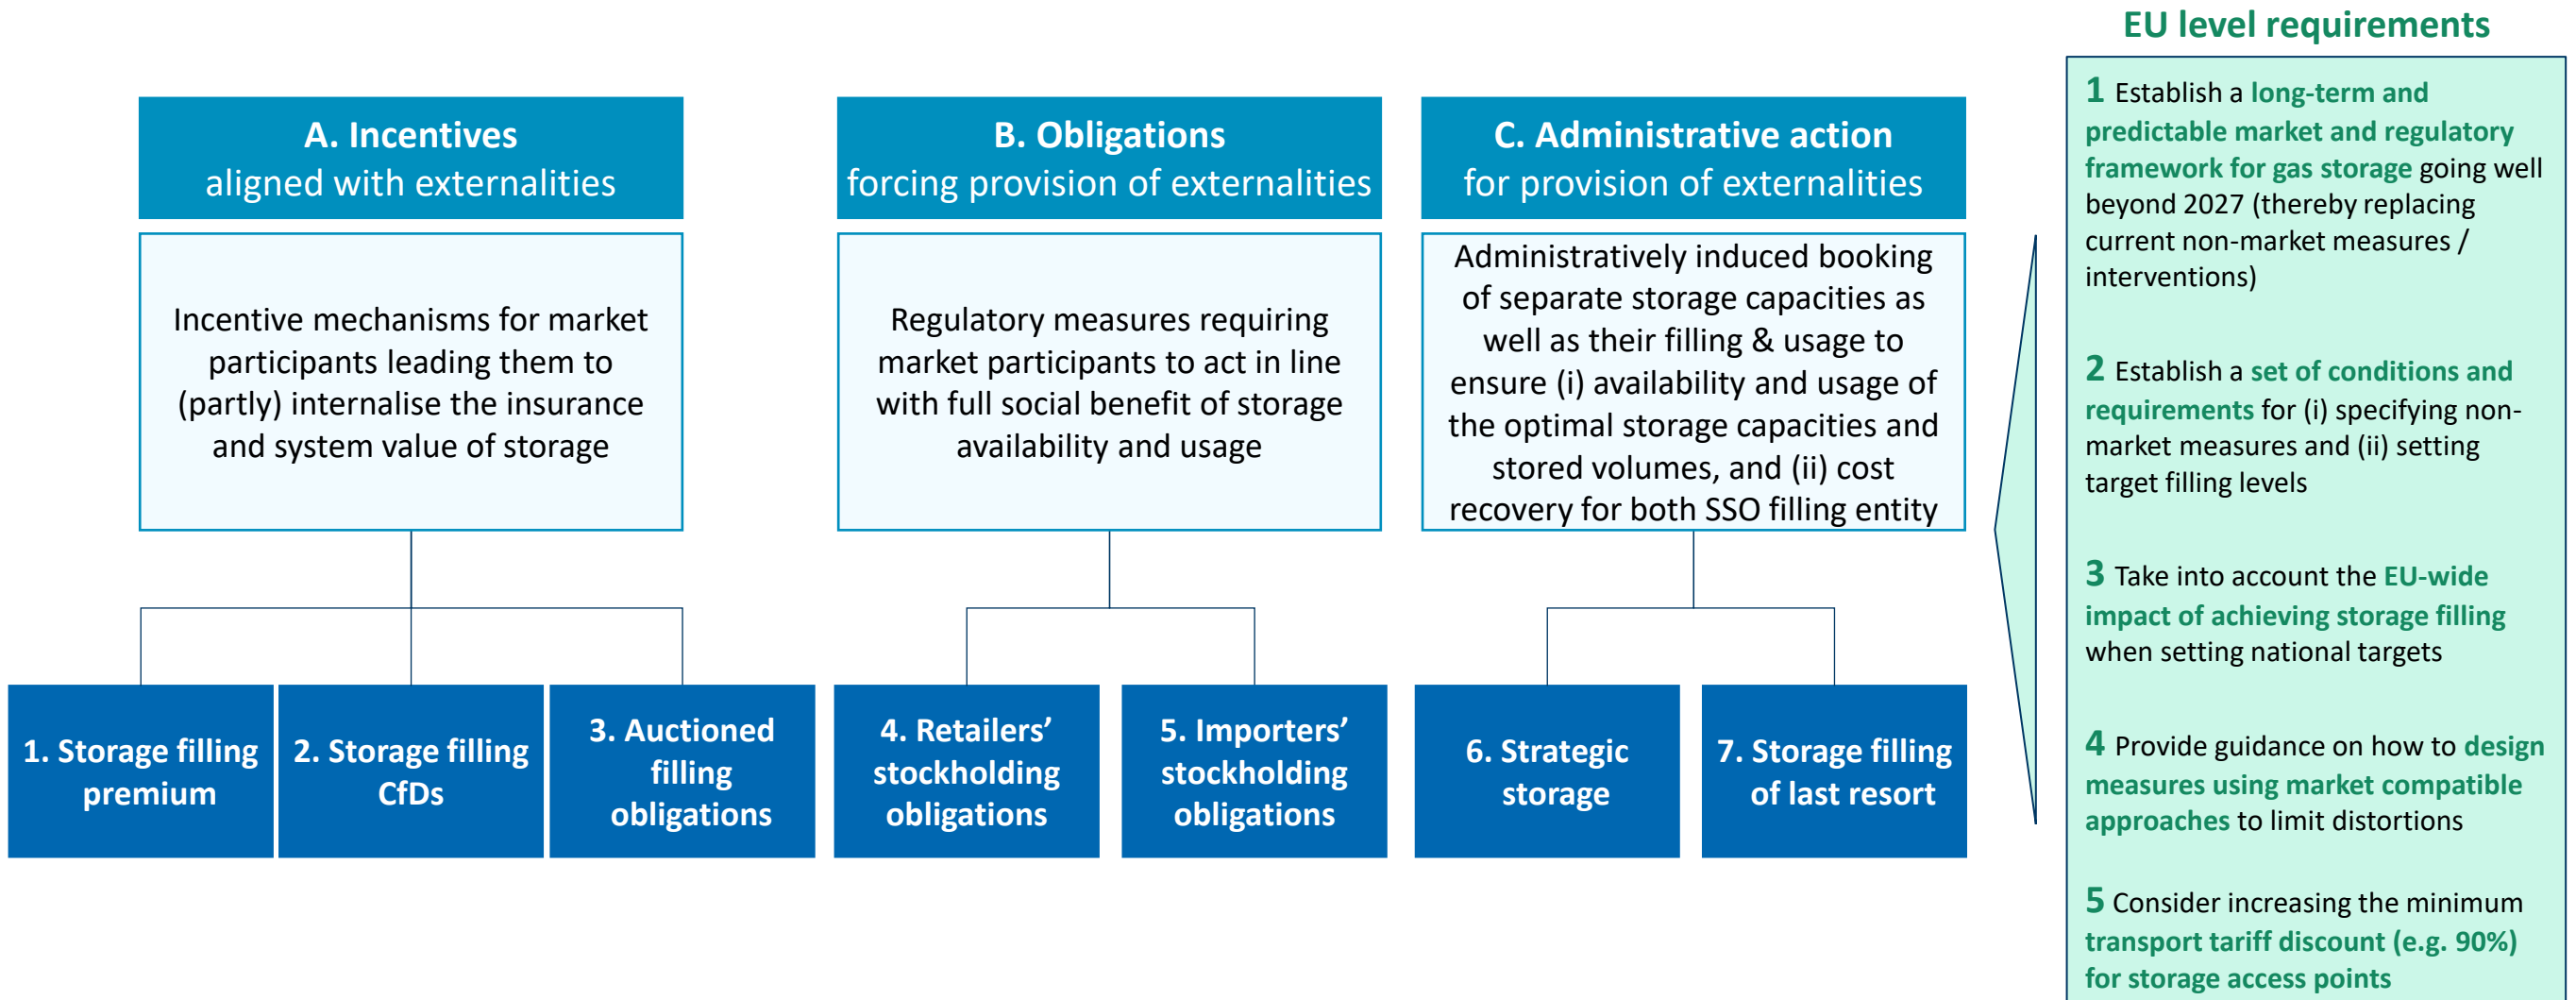 EU level requirements
A. Incentives
aligned with externalities
Incentive mechanisms for market
participants leading them to
(partly) internalise the insurance
and system value of storage
1. Storage filling
premium
2. Storage filling
CfDs
3. Auctioned
filling
obligations
B. Obligations
forcing provision of externalities
Regulatory measures requiring
market participants to act in line
with full social benefit of storage
availability and usage
4. Retailers’
stockholding
obligations
5. Importers’
stockholding
obligations
C. Administrative action
for provision of externalities
Administratively induced booking
of separate storage capacities as
well as their filling & usage to
ensure (i) availability and usage of
the optimal storage capacities and
stored volumes, and (ii) cost
recovery for both SSO filling entity
6. Strategic
storage
7. Storage filling
of last resort
1 Establish a long-term and
predictable market and regulatory
framework for gas storage going well
beyond 2027 (thereby replacing
current non-market measures /
interventions)
2 Establish a set of conditions and
requirements for (i) specifying non-
market measures and (ii) setting
target filling levels
3 Take into account the EU-wide
impact of achieving storage filling
when setting national targets
4 Provide guidance on how to design
measures using market compatible
approaches to limit distortions
5 Consider increasing the minimum
transport tariff discount (e.g. 90%)
for storage access points